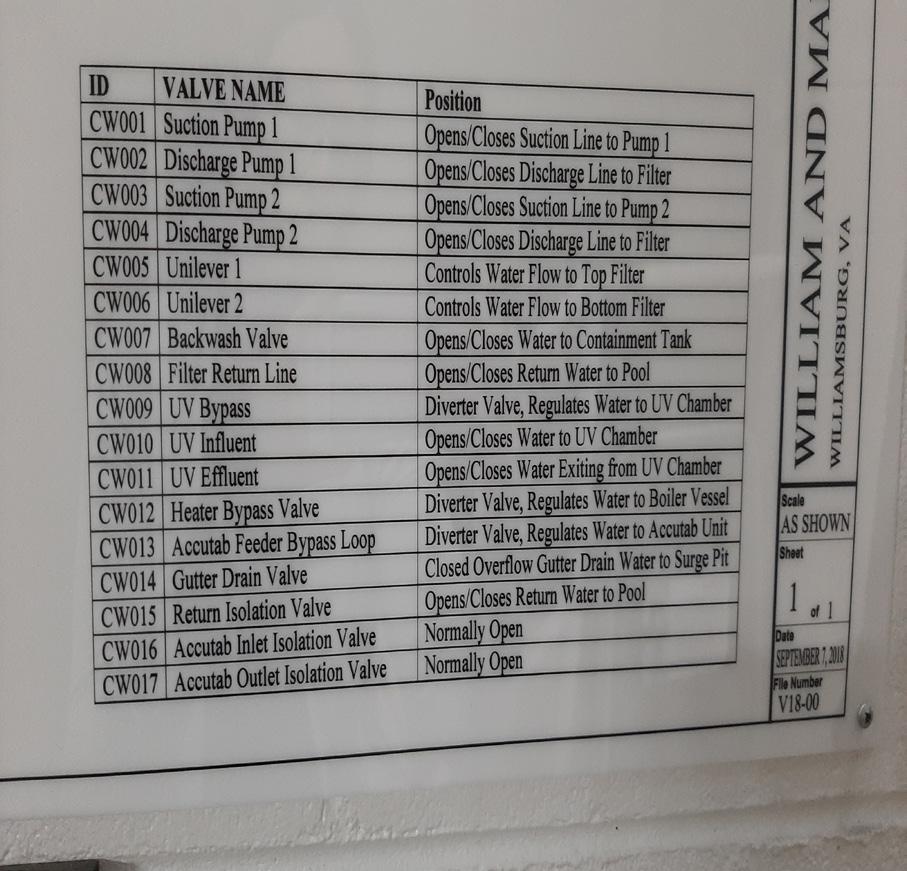 ID VALVE NAME Position
CW001 Suction Pump 1 Opens/Closes Suction Line to Pump 1
CW002 Discharge Pump 1 Opens/Closes Discharge Line to Filter
CW003 Suction Pump 2 Opens/Closes Suction Line to Pump 2
CW004 Discharge Pump 2 Opens/Closes Discharge Line to Filter
CW005 Unilever 1 Controls Water Flow to Top Filter
CW006 Unilever 2 Controls Water Flow to Bottom Filter
CW007 Backwash Valve Opens/Closes Water to Containment Tank
CW008 Filter Return Line Opens/Closes Return Water to Pool
CW009 UV Bypass Diverter Valve, Regulates Water to UV Chamber
CW010 UV Influent Opens/Closes Water to UV Chamber
CW011 UV Effluent Opens/Closes Water Exiting from UV Chamber
CW012 Heater Bypass Valve Diverter Valve, Regulates Water to Boiler Vessel
CW013 Accutab Feeder Bypass Loop Diverter Valve, Regulates Water to Accutab Unit
CW014 Gutter Drain Valve Closed Overflow Gutter Drain Water to Surge Pit
CW015 Return Isolation Valve Opens/Closes Return Water to Pool
CW016 Accutab Inlet Isolation Valve Normally Open
CW017 Accutab Outlet Isolation Valve Normally Open
WILLIAM AND MA
WILLIAMSBURG, VA
Scale
AS SHOWN
Sheet
1 of 1
Date
SEPTEMBER 7, 2018
File Number
V18-00